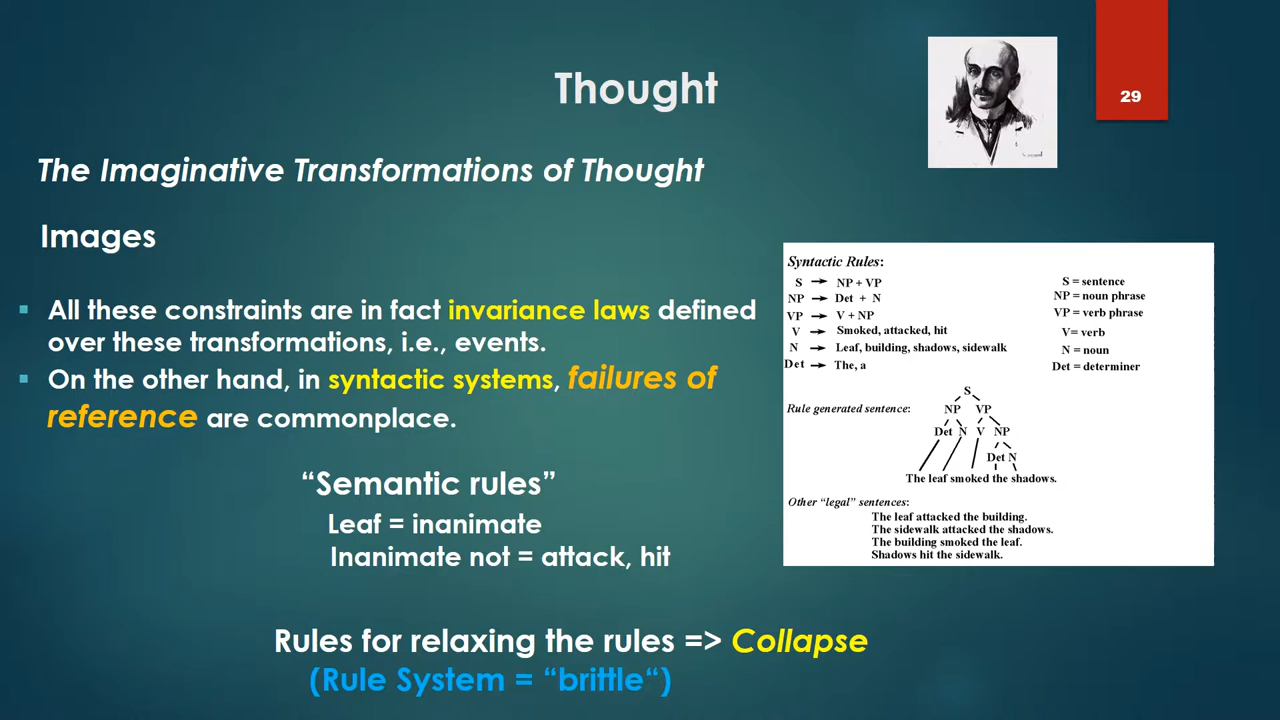 Thought
29
The Imaginative Transformations of Thought
Images
All these constraints are in fact invariance laws defined
over these transformations, i.e., events.
On the other hand, in syntactic systems, failures of
reference are commonplace.
“Semantic rules”
Leaf = inanimate
Inanimate not = attack, hit
Rules for relaxing the rules => Collapse
(Rule System = “brittle“)
Syntactic Rules:
S → NP + VP
NP → Det + N
VP → V + NP
V → Smoked, attacked, hit
N → Leaf, building, shadows, sidewalk
Det → The, a
S = sentence
NP = noun phrase
VP = verb phrase
V= verb
N = noun
Det = determiner
Rule generated sentence:
S
NP VP
Det N V NP
Det N
The leaf smoked the shadows.
Other “legal” sentences:
The leaf attacked the building.
The sidewalk attacked the shadows.
The building smoked the leaf.
Shadows hit the sidewalk.